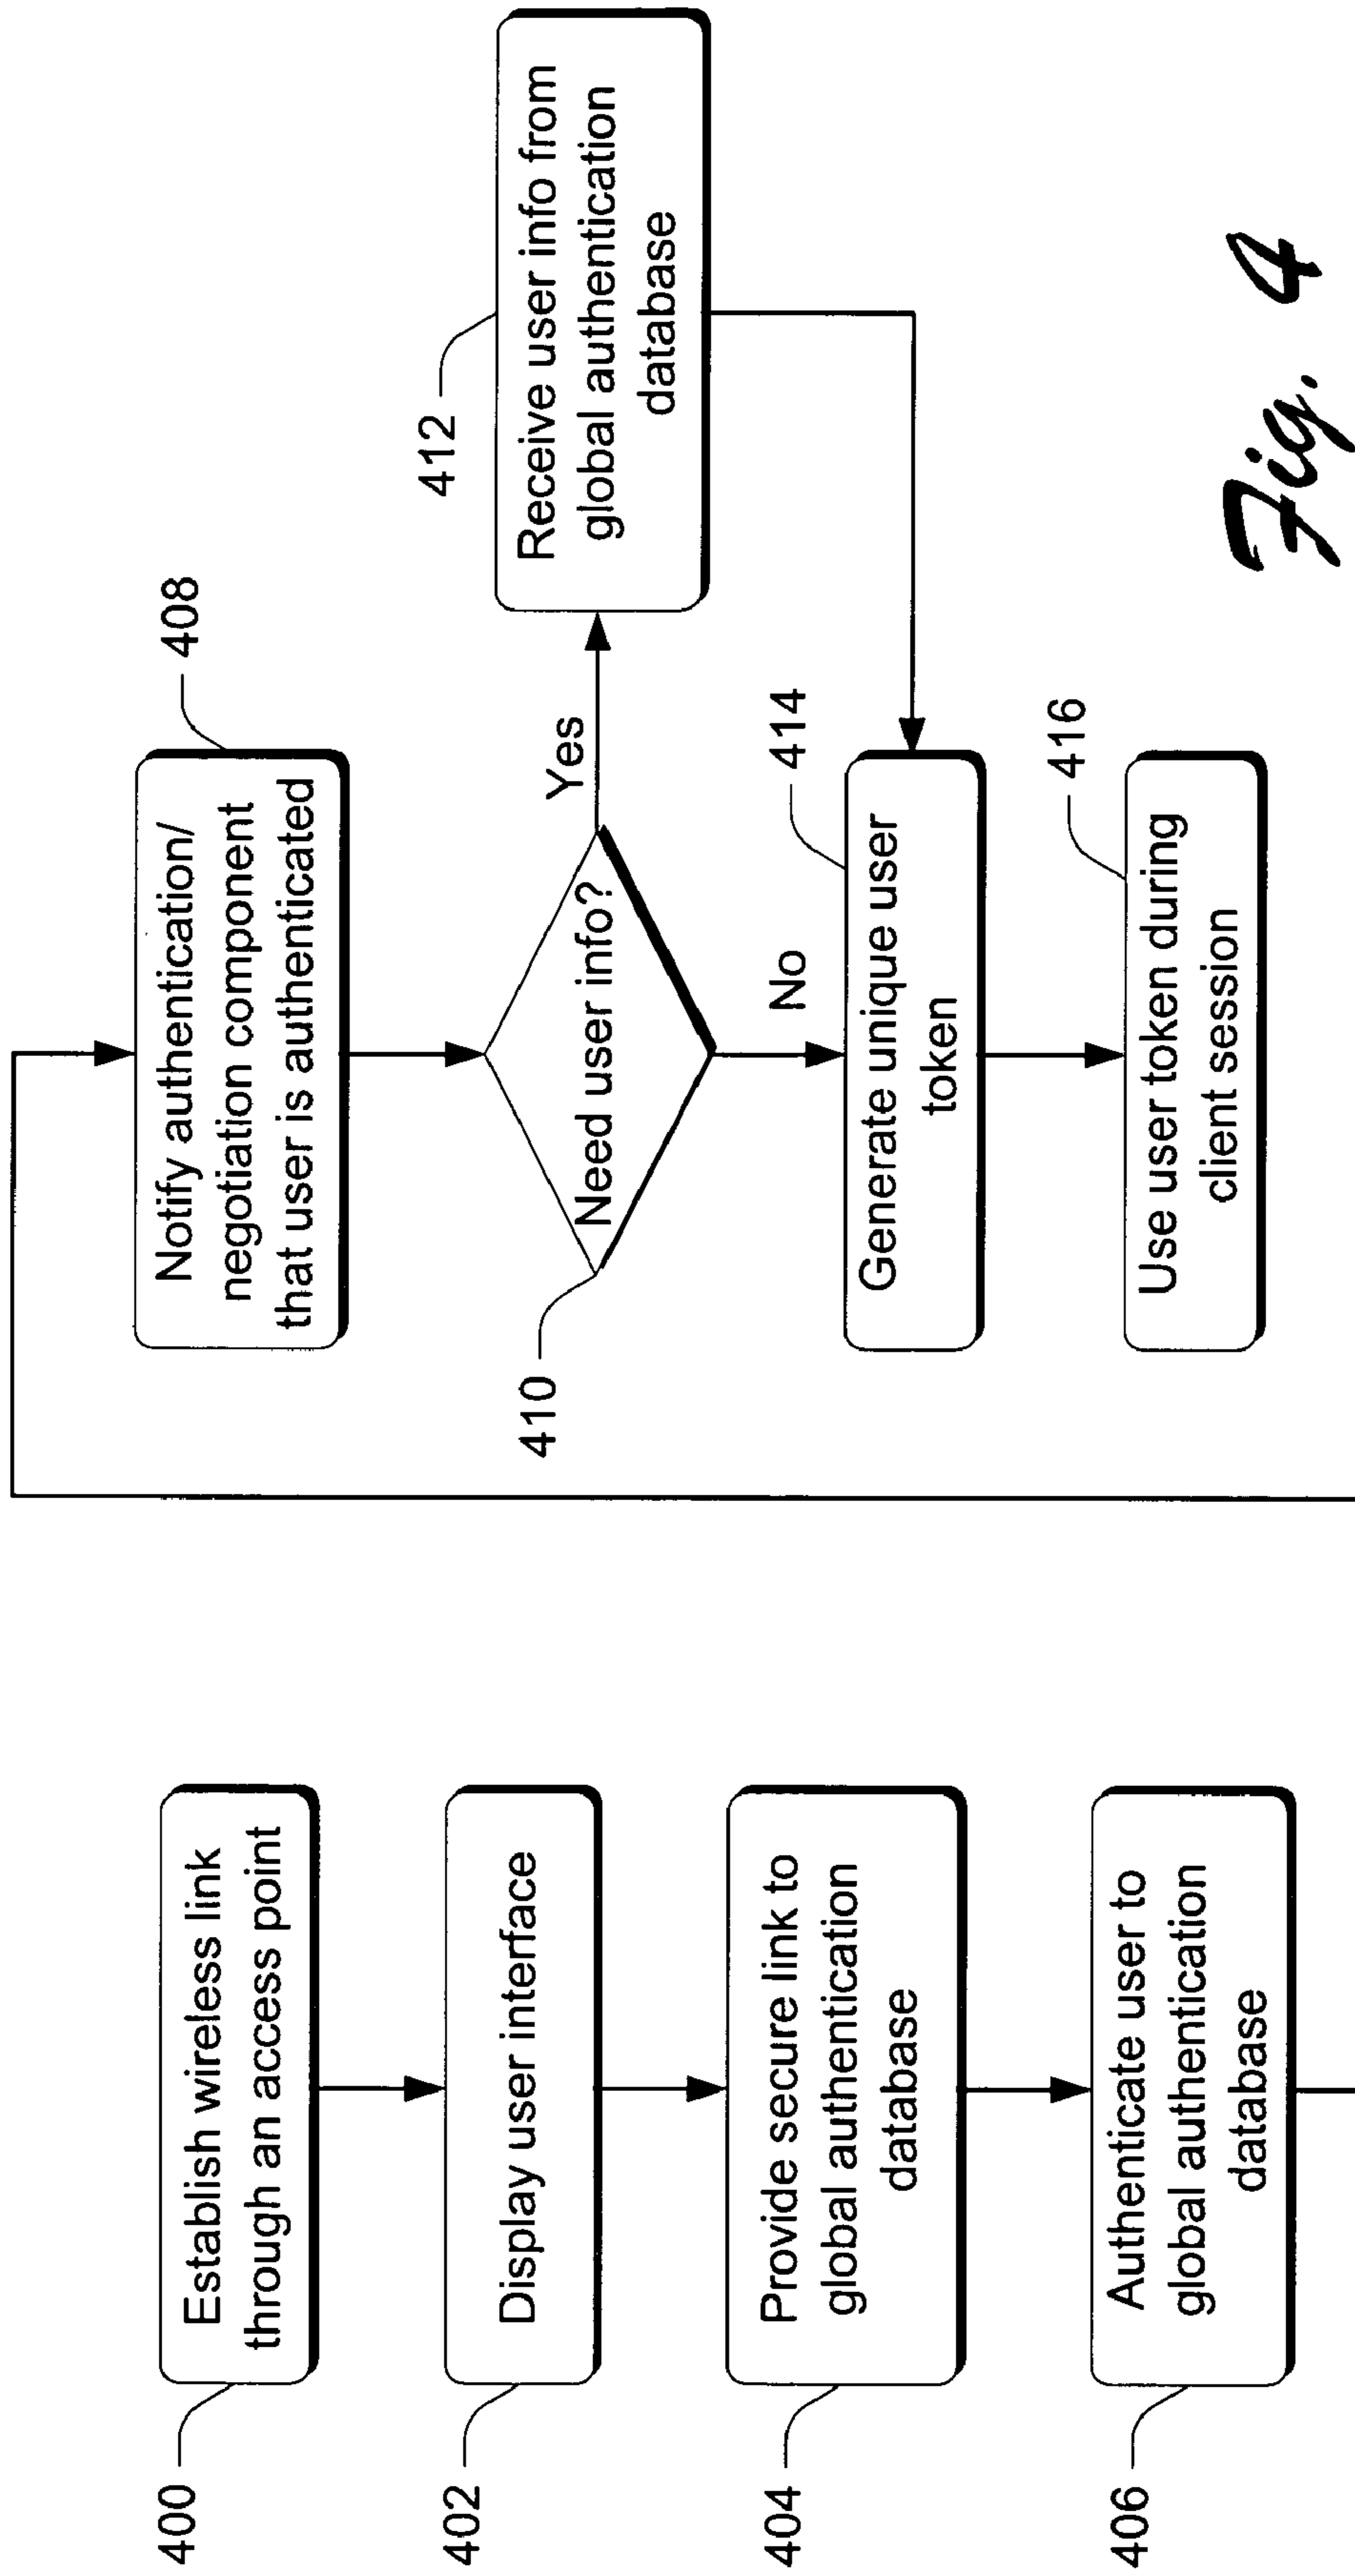 400
Establish wireless link
through an access point
402
Display user interface
404
Provide secure link to
global authentication
database
406
Authenticate user to
global authentication
database
408
Notify authentication/
negotiation component
that user is authenticated
410
Need user info?
Yes
412
Receive user info from
global authentication
database
No
414
Generate unique user
token
416
Use user token during
client session
Fig. 4